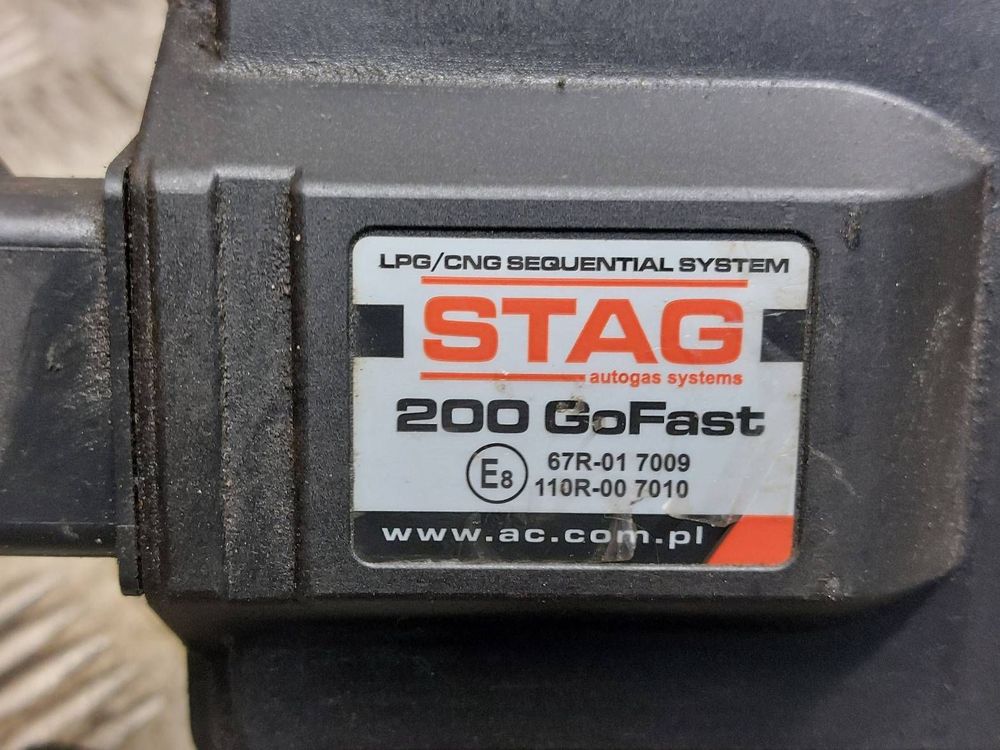 LPG/CNG SEQUENTIAL SYSTEM
STAG
autogas systems
200 GoFast
E8
67R-01 7009
110R-00 7010
www.ac.com.pl